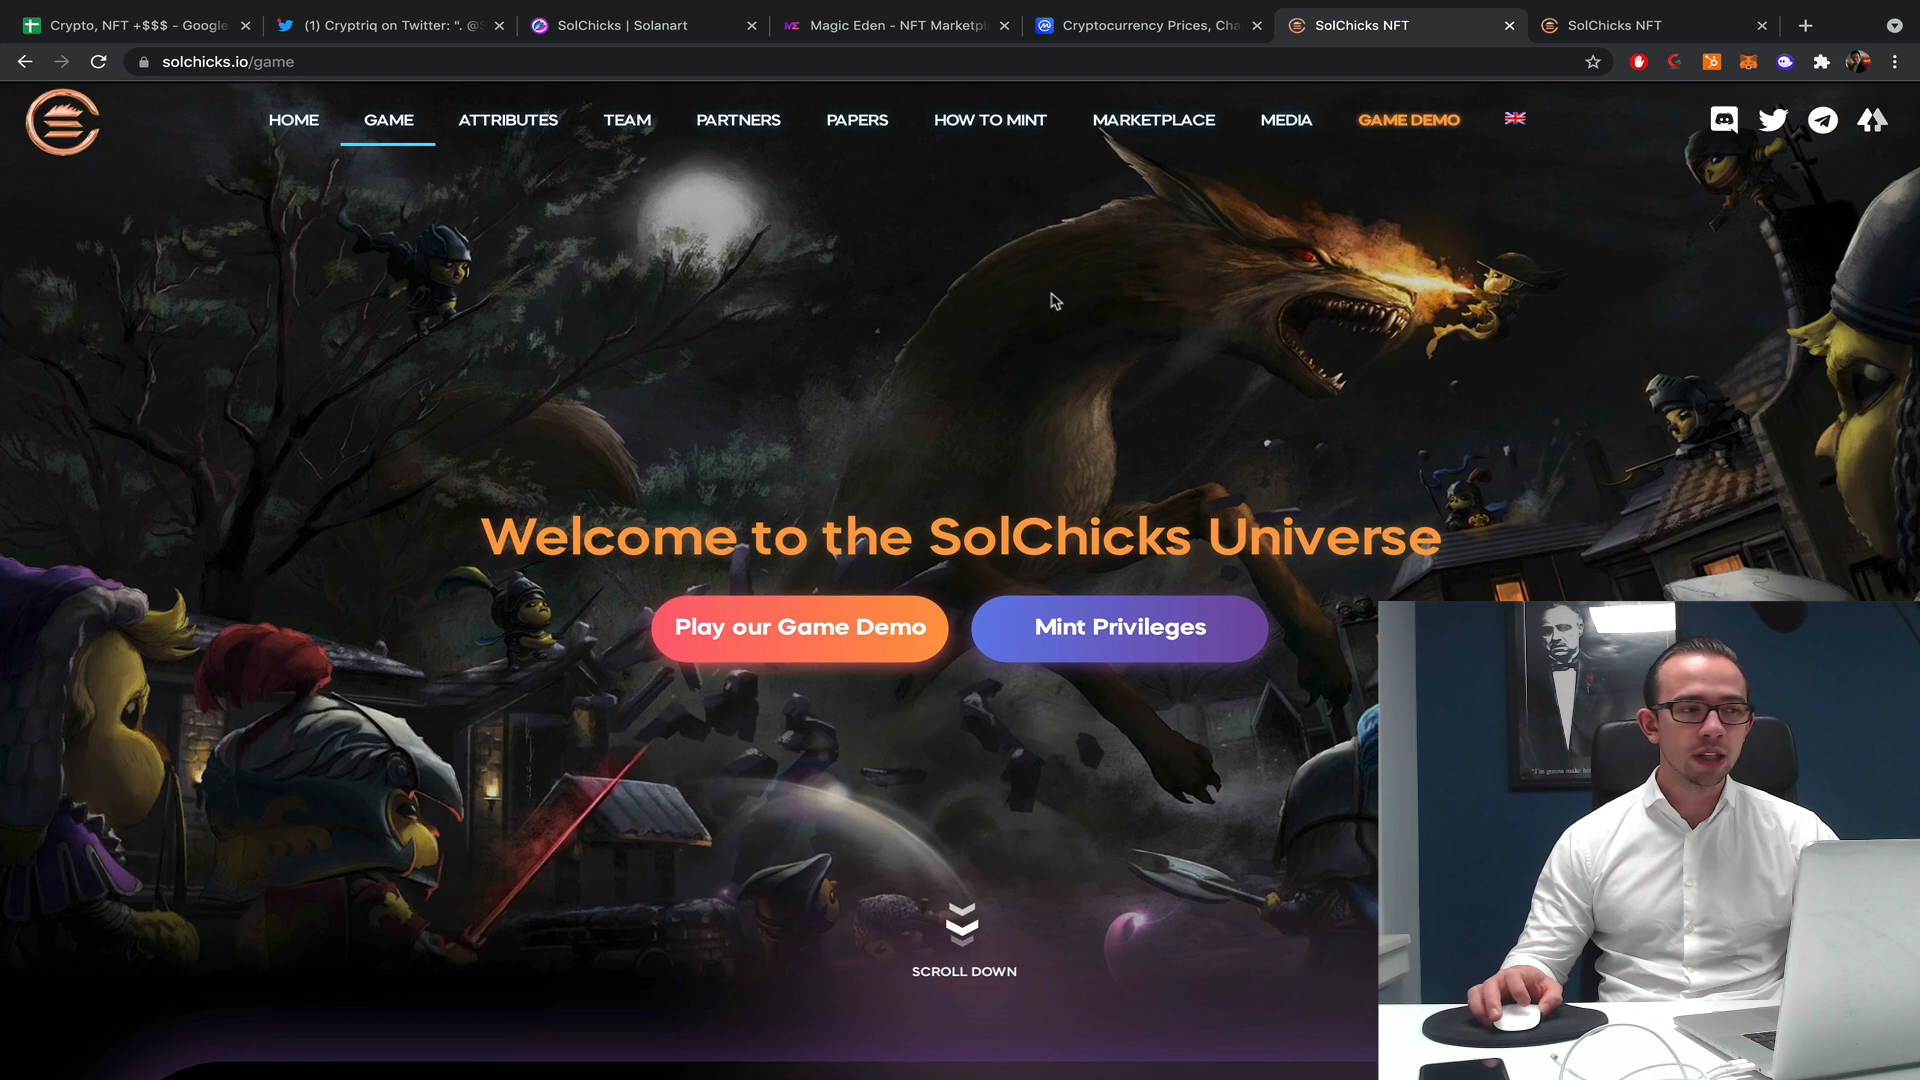 Crypto, NFT +$$$ - Google
(1) Cryptriq on Twitter: ". @S
SolChicks | Solanart
Magic Eden - NFT Marketpl
Cryptocurrency Prices, Cha
SolChicks NFT
SolChicks NFT
solchicks.io/game
HOME
GAME
ATTRIBUTES
TEAM
PARTNERS
PAPERS
HOW TO MINT
MARKETPLACE
MEDIA
GAME DEMO
Welcome to the SolChicks Universe
Play our Game Demo
Mint Privileges
SCROLL DOWN
"I'm gonna make